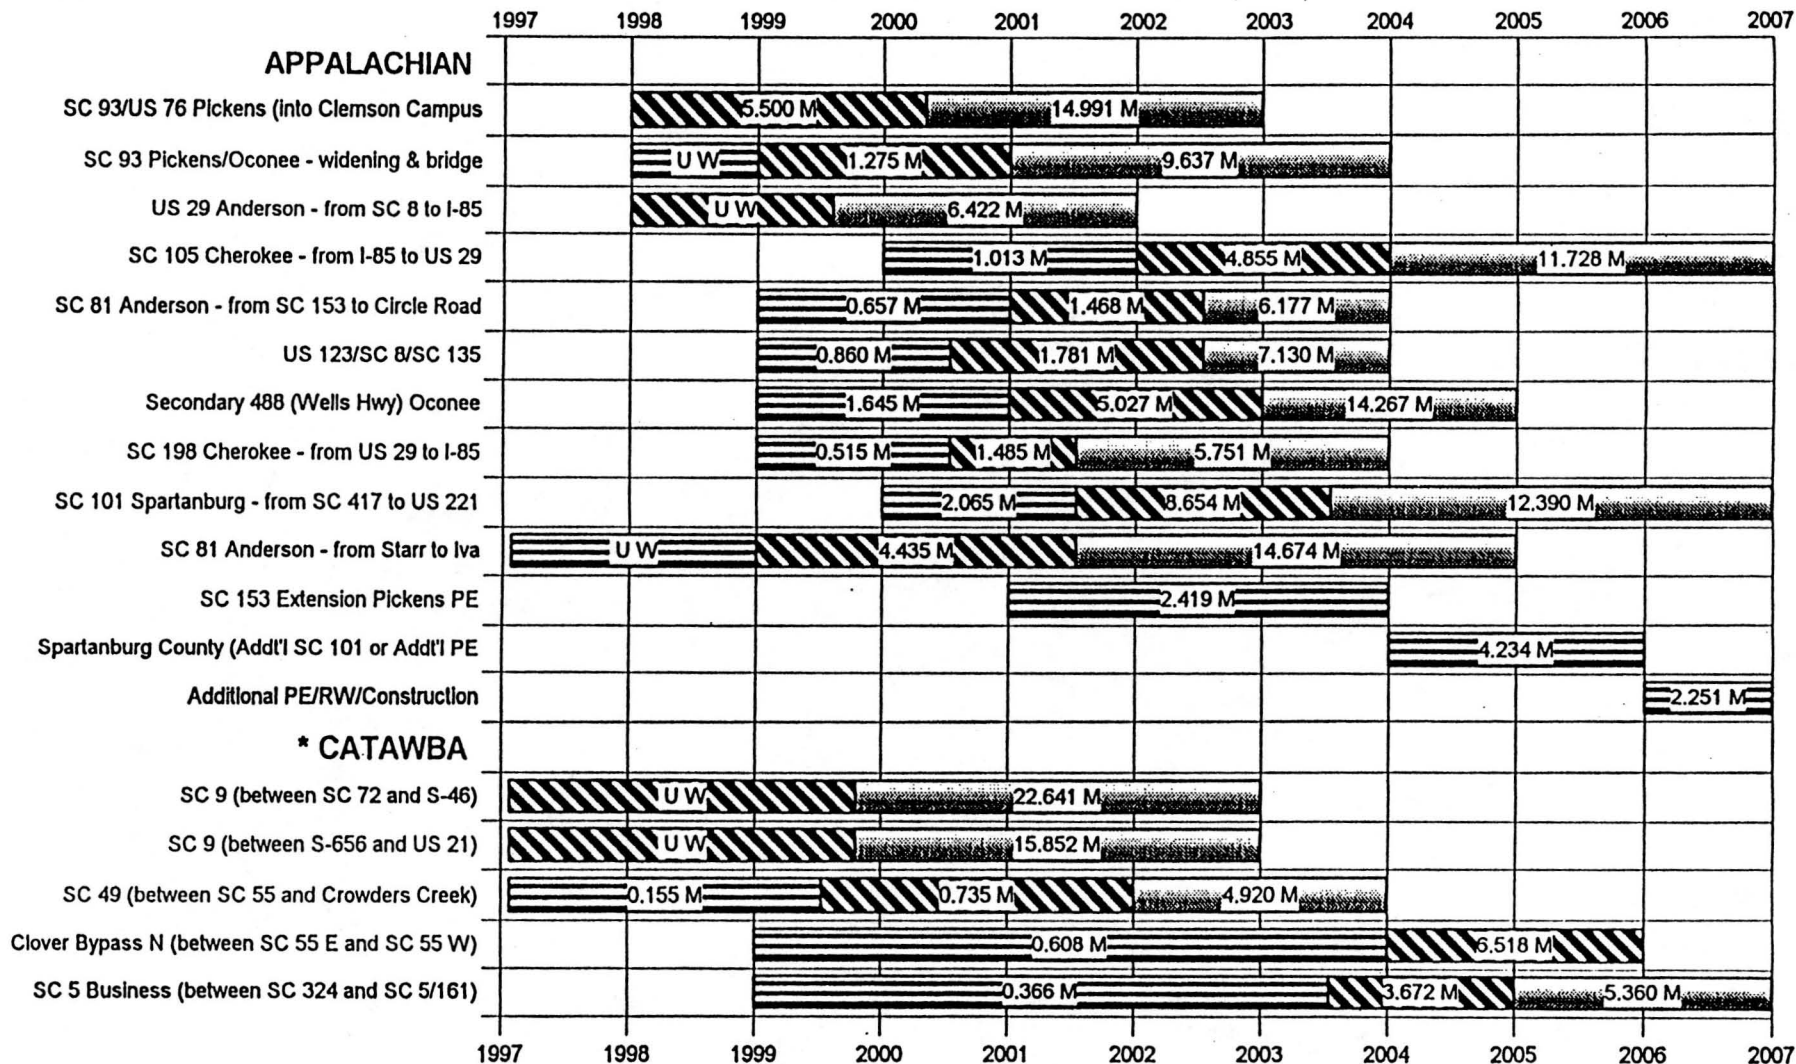 1997 1998 1999 2000 2001 2002 2003 2004 2005 2006 2007
APPALACHIAN
SC 93/US 76 Pickens (into Clemson Campus 5.500 M 14.991 M
SC 93 Pickens/Oconee - widening & bridge U W 1.275 M 9.637 M
US 29 Anderson - from SC 8 to I-85 U W 6.422 M
SC 105 Cherokee - from I-85 to US 29 1.013 M 4.855 M 11.728 M
SC 81 Anderson - from SC 153 to Circle Road 0.657 M 1.468 M 6.177 M
US 123/SC 8/SC 135 0.860 M 1.781 M 7.130 M
Secondary 488 (Wells Hwy) Oconee 1.645 M 5.027 M 14.267 M
SC 198 Cherokee - from US 29 to I-85 0.515 M 1.485 M 5.751 M
SC 101 Spartanburg - from SC 417 to US 221 2.065 M 8.654 M 12.390 M
SC 81 Anderson - from Starr to Iva U W 4.435 M 14.674 M
SC 153 Extension Pickens PE 2.419 M
Spartanburg County (Addt'l SC 101 or Addt'l PE 4.234 M
Additional PE/RW/Construction 2.251 M
* CATAWBA
SC 9 (between SC 72 and S-46) U W 22.641 M
SC 9 (between S-656 and US 21) U W 15.852 M
SC 49 (between SC 55 and Crowders Creek) 0.155 M 0.735 M 4.920 M
Clover Bypass N (between SC 55 E and SC 55 W) 0.608 M 6.518 M
SC 5 Business (between SC 324 and SC 5/161) 0.366 M 3.672 M 5.360 M
1997 1998 1999 2000 2001 2002 2003 2004 2005 2006 2007